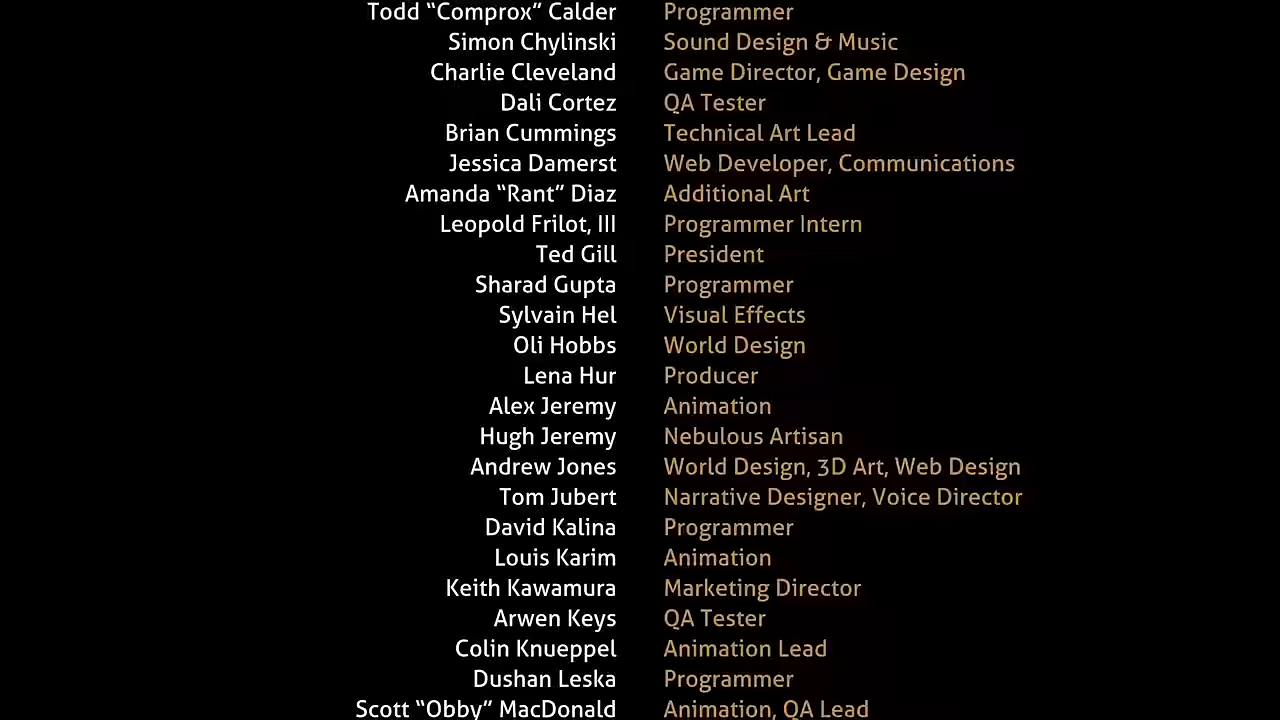 Todd “Comprox” Calder Programmer
Simon Chylinski Sound Design & Music
Charlie Cleveland Game Director, Game Design
Dali Cortez QA Tester
Brian Cummings Technical Art Lead
Jessica Damerst Web Developer, Communications
Amanda “Rant” Diaz Additional Art
Leopold Frilot, III Programmer Intern
Ted Gill President
Sharad Gupta Programmer
Sylvain Hel Visual Effects
Oli Hobbs World Design
Lena Hur Producer
Alex Jeremy Animation
Hugh Jeremy Nebulous Artisan
Andrew Jones World Design, 3D Art, Web Design
Tom Jubert Narrative Designer, Voice Director
David Kalina Programmer
Louis Karim Animation
Keith Kawamura Marketing Director
Arwen Keys QA Tester
Colin Knueppel Animation Lead
Dushan Leska Programmer
Scott “Obby” MacDonald Animation, QA Lead